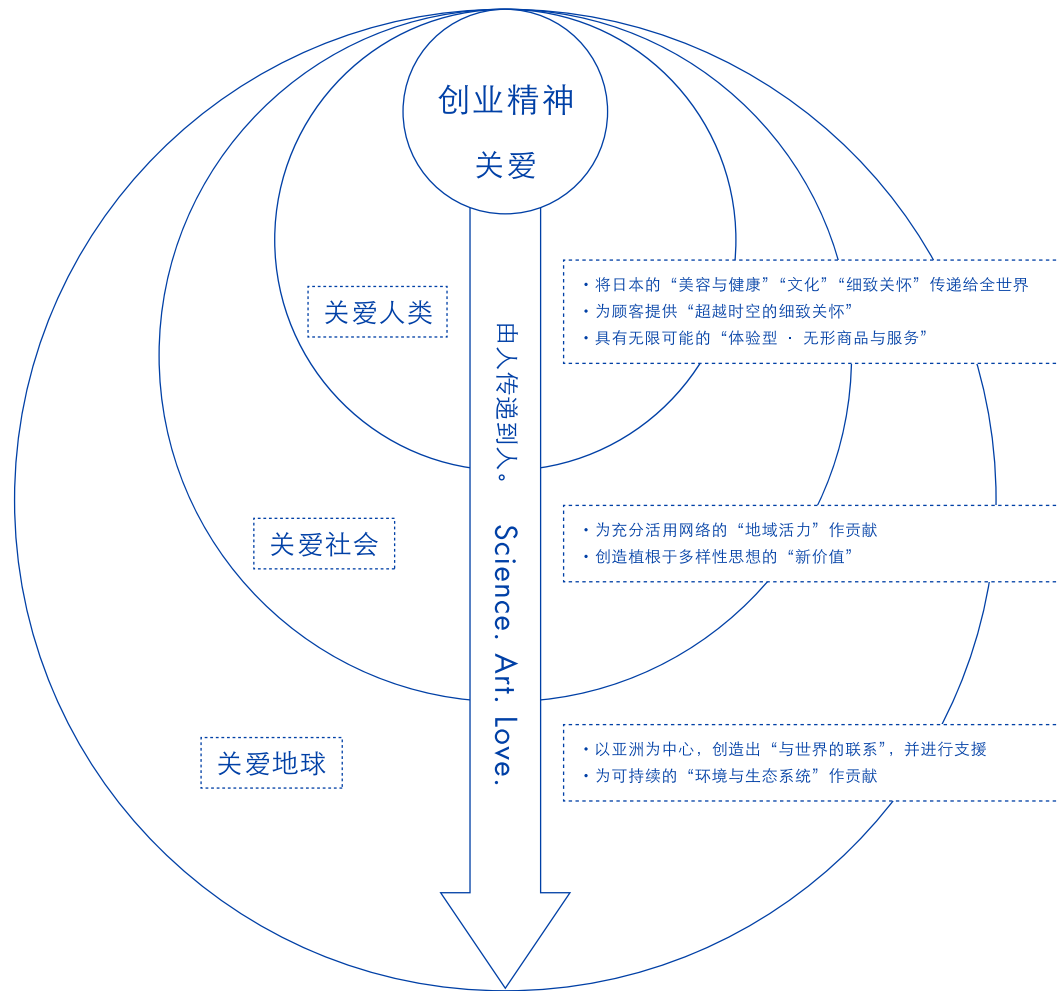 创业精神
关爱
关爱人类
・将日本的“美容与健康”“文化”“细致关怀”传递给全世界
・为顾客提供“超越时空的细致关怀”
・具有无限可能的“体验型 · 无形商品与服务”
由人传递到人。 Science. Art. Love.
关爱社会
・为充分活用网络的“地域活力”作贡献
・创造植根于多样性思想的“新价值”
关爱地球
・以亚洲为中心，创造出“与世界的联系”，并进行支援
・为可持续的“环境与生态系统”作贡献